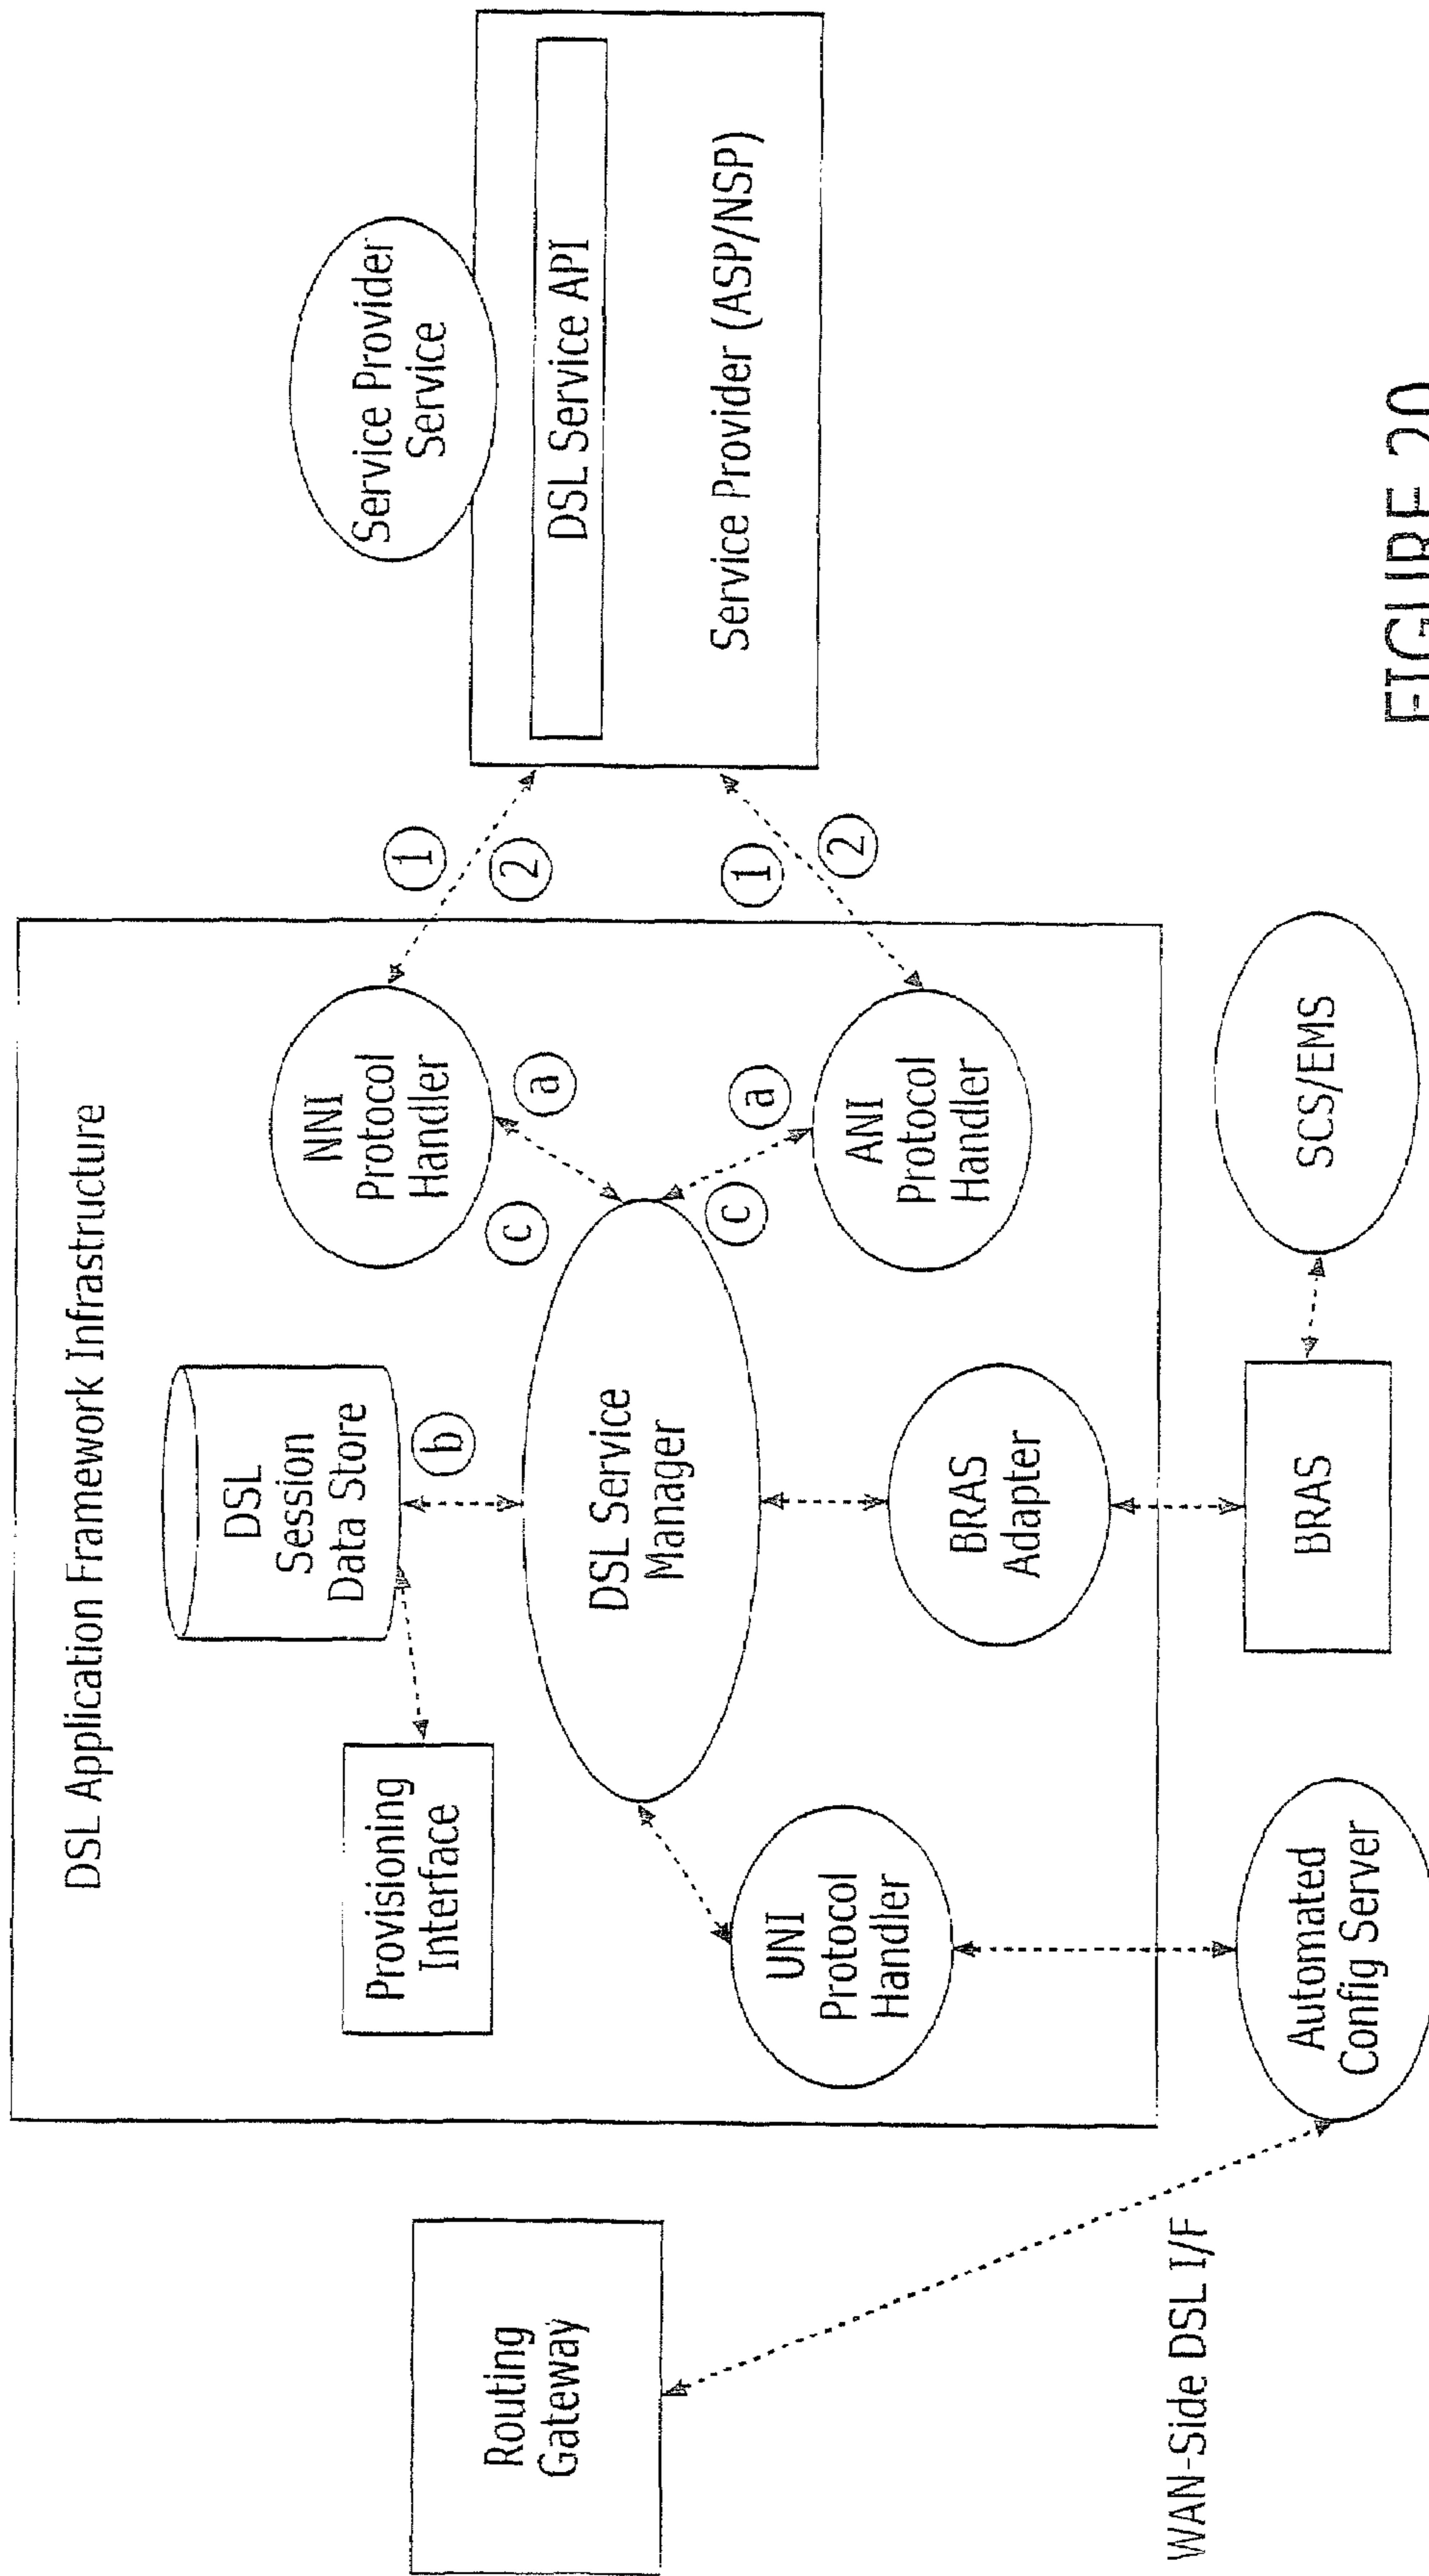 DSL Application Framework Infrastructure
Routing
Gateway
Provisioning
Interface
DSL
Session
Data Store
b
NNI
Protocol
Handler
a
c
1
2
Service Provider
Service
DSL Service API
Service Provider (ASP/NSP)
DSL Service
Manager
UNI
Protocol
Handler
BRAS
Adapter
c
a
ANI
Protocol
Handler
1
2
WAN-Side DSL I/F
Automated
Config Server
BRAS
SCS/EMS
FIGURE 20